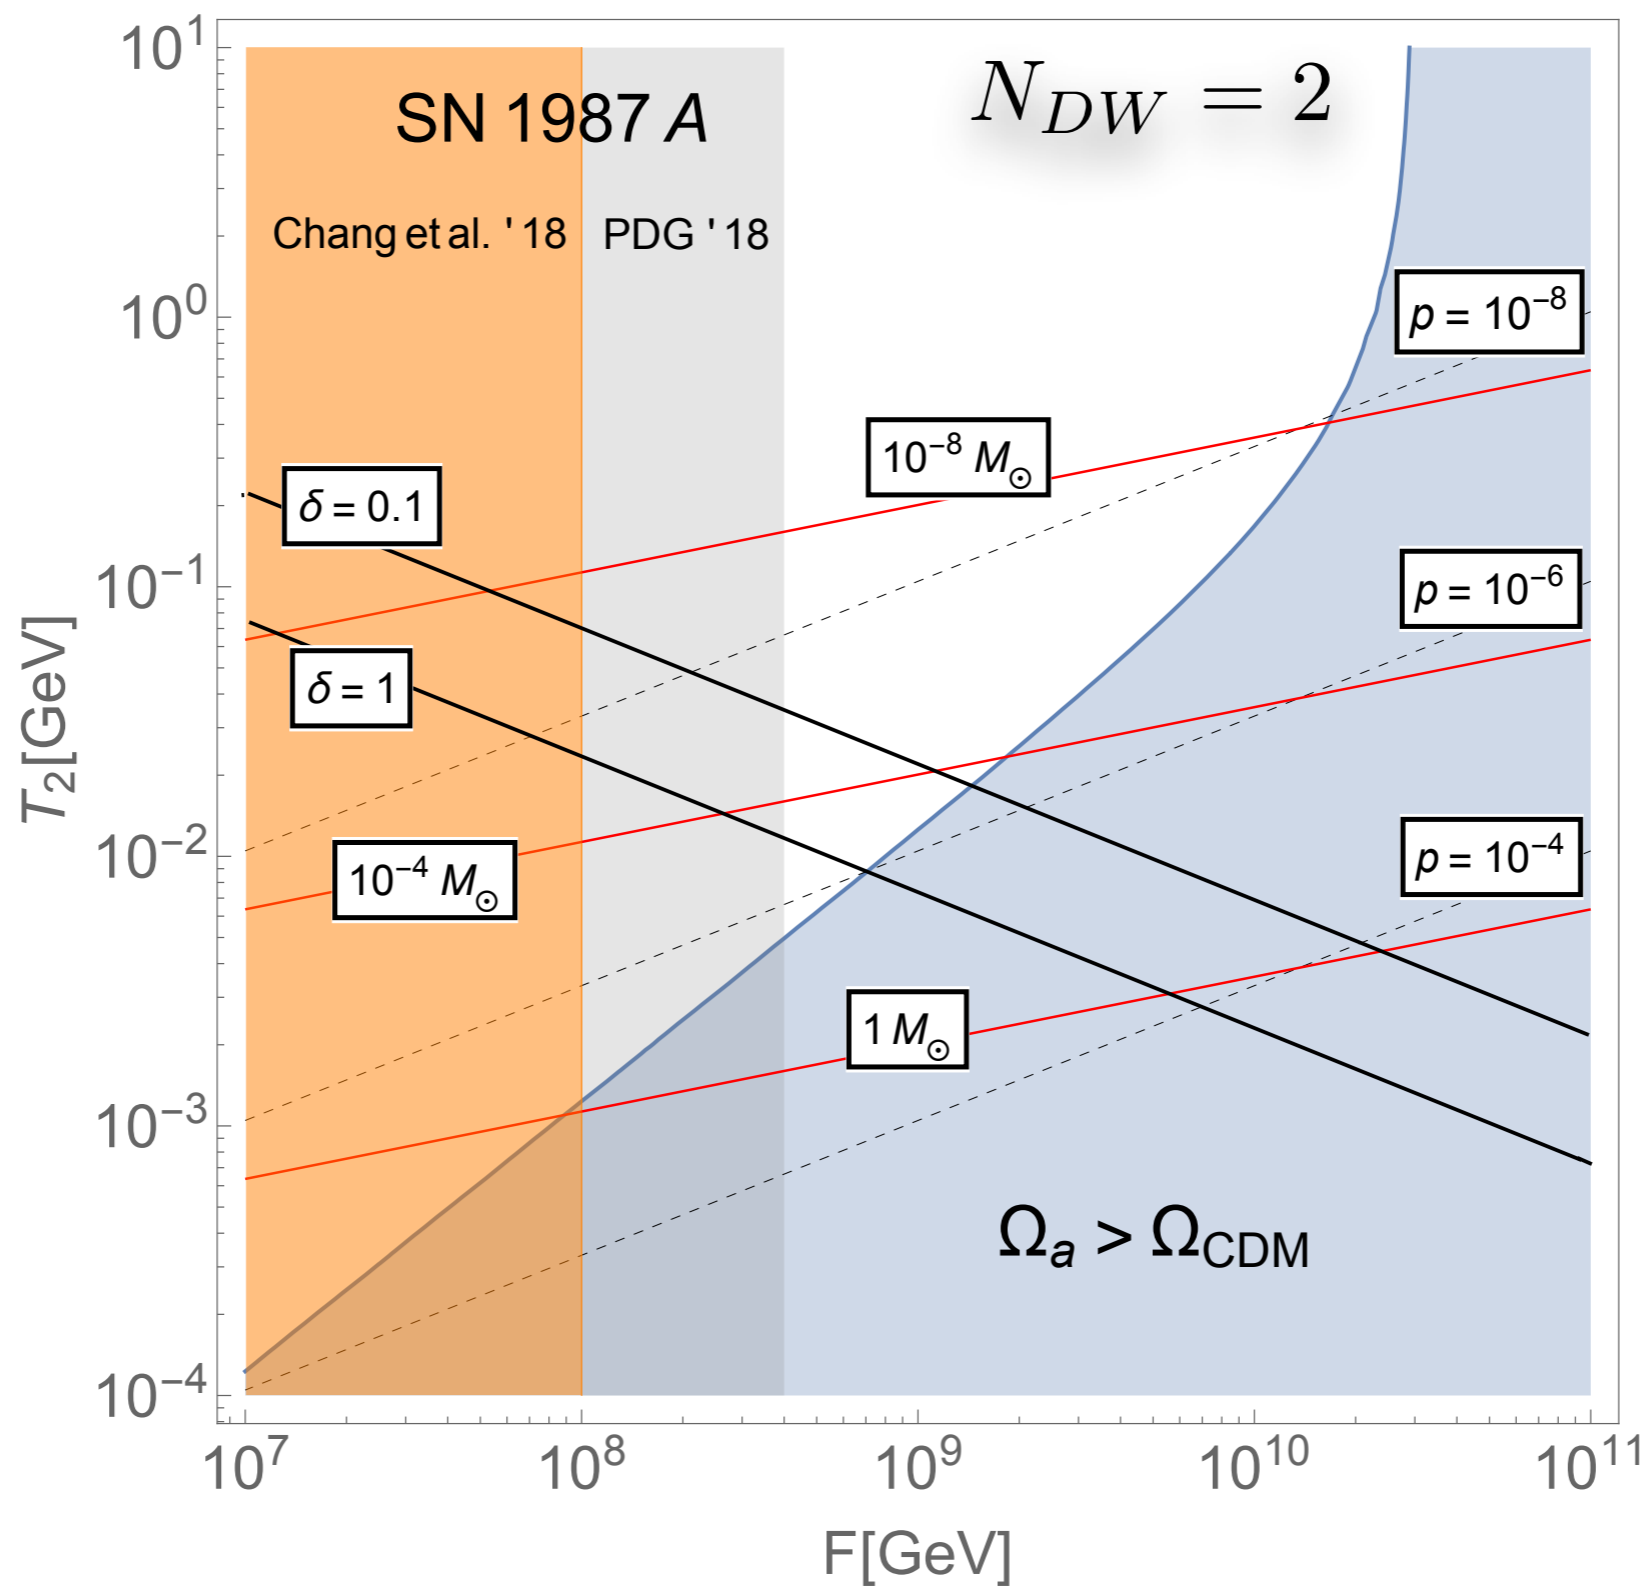 N_{DW} = 2
SN 1987 A
Chang et al. '18
PDG '18
p = 10^{−8}
10^{−8} M_⊙
δ = 0.1
p = 10^{−6}
δ = 1
10^{−4} M_⊙
p = 10^{−4}
1 M_⊙
Ω_a > Ω_{CDM}
T_2[GeV]
10^1
10^0
10^{−1}
10^{−2}
10^{−3}
10^{−4}
10^7 10^8 10^9 10^{10} 10^{11}
F[GeV]